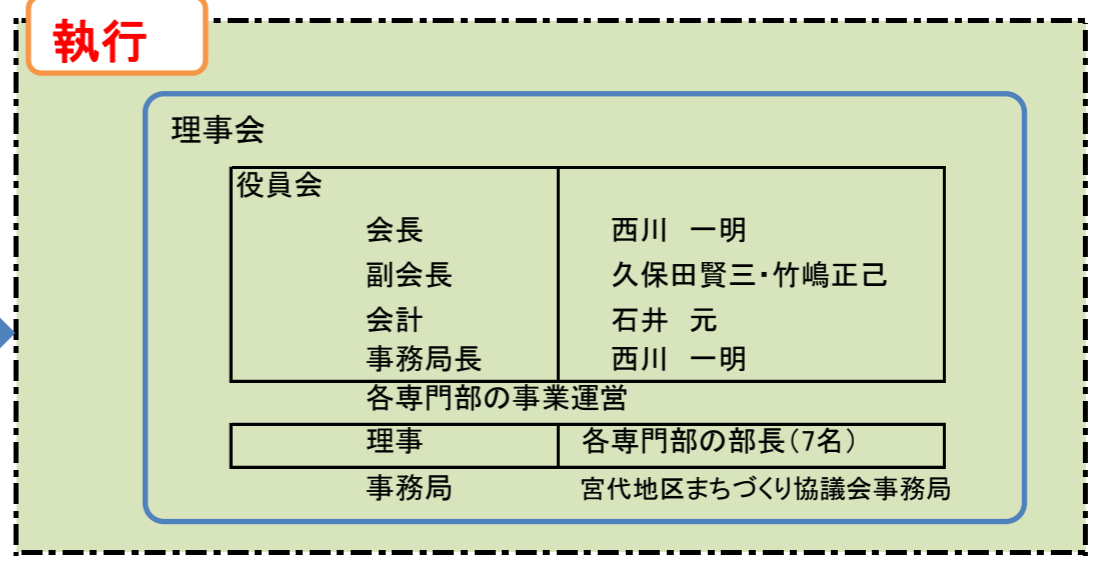 執行
理事会
役員会
会長 西川 一明
副会長 久保田賢三・竹嶋正己
会計 石井 元
事務局長 西川 一明
各専門部の事業運営
理事 各専門部の部長(7名)
事務局 宮代地区まちづくり協議会事務局